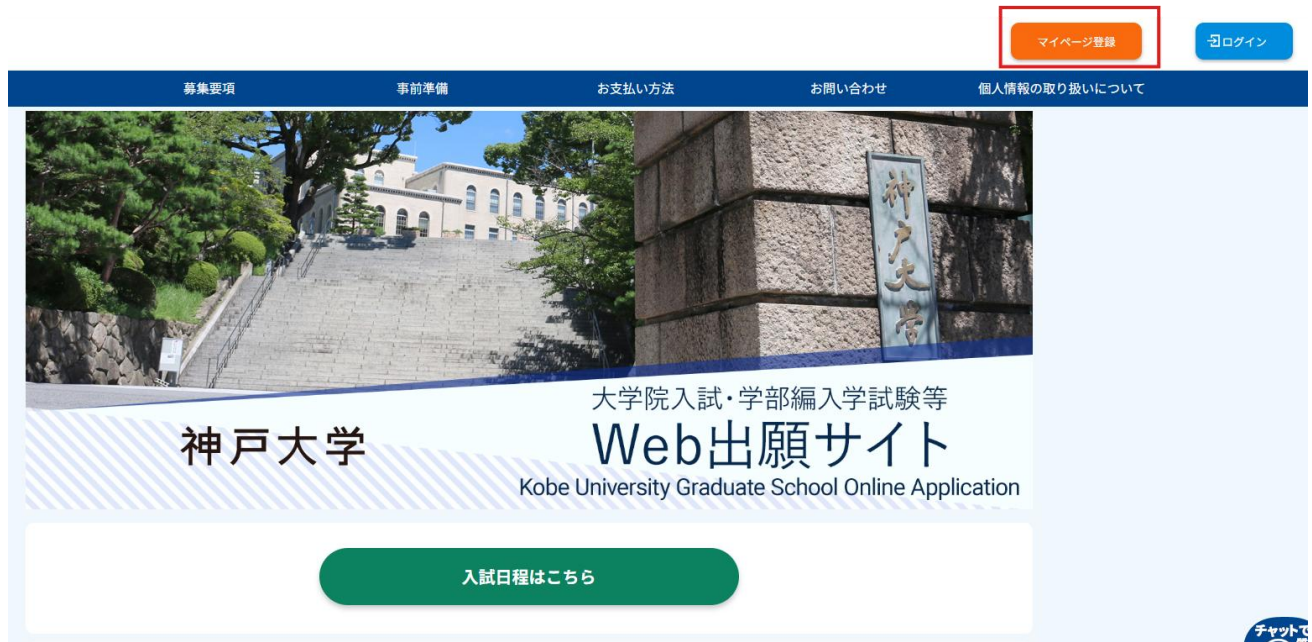 マイページ登録
ログイン
募集要項
事前準備
お支払い方法
お問い合わせ
個人情報の取り扱いについて
神戸大学
大学院入試・学部編入学試験等
神戸大学
Web出願サイト
Kobe University Graduate School Online Application
入試日程はこちら
チャットで